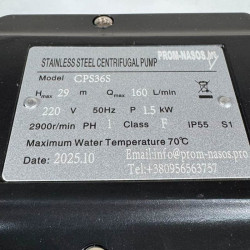 PROM-NASOS.pro
STAINLESS STEEL CENTRIFUGAL PUMP
Model CPS36S
Hmax 29 m Qmax 160 L/min
220 V 50Hz P 1.5 kW
2900r/min PH 1 Class F IP55 S1
Maximum Water Temperature 70℃
Date: 2025.10
Email:info@prom-nasos.pro
Tel:+380956563757